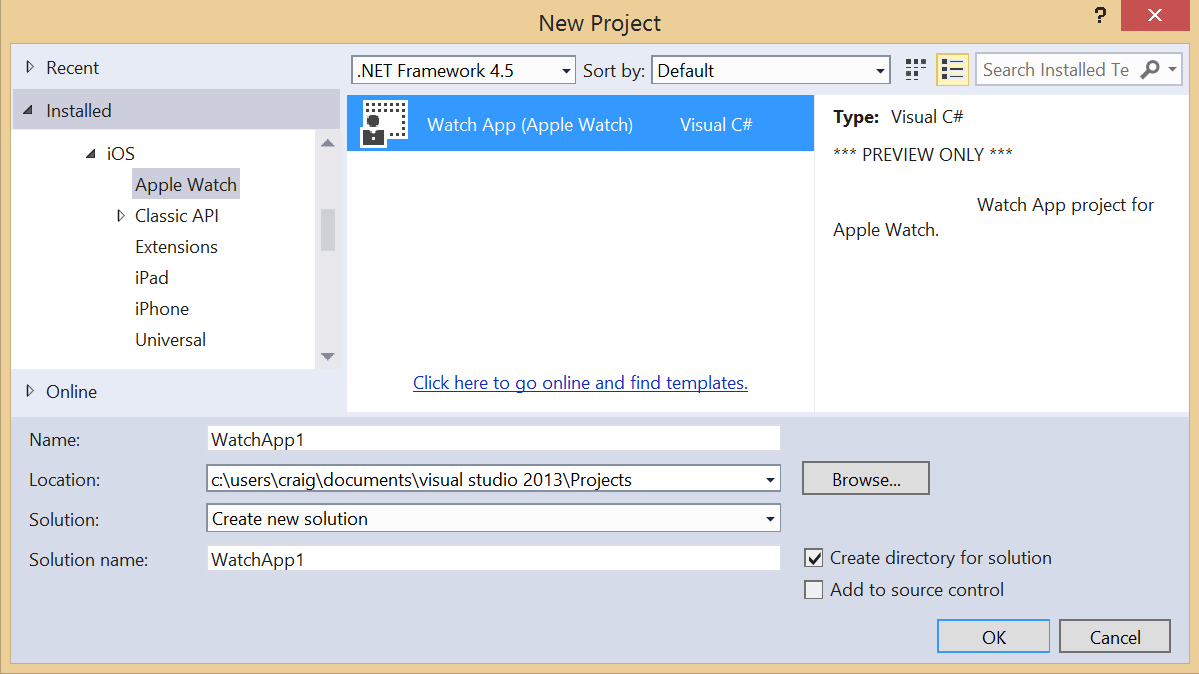 New Project
?
Recent
.NET Framework 4.5
Sort by:
Default
Search Installed Te
Installed
iOS
Apple Watch
Classic API
Extensions
iPad
iPhone
Universal
Online
Watch App (Apple Watch)
Visual C#
Click here to go online and find templates.
Type: Visual C#
*** PREVIEW ONLY ***
Watch App project for
Apple Watch.
Name:
WatchApp1
Location:
c:\users\craig\documents\visual studio 2013\Projects
Browse...
Solution:
Create new solution
Solution name:
WatchApp1
Create directory for solution
Add to source control
OK
Cancel